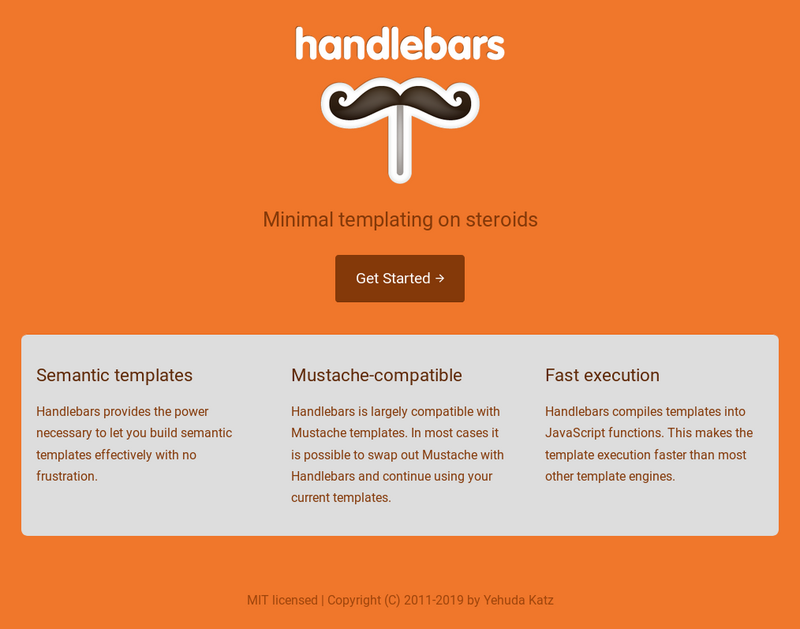 handlebars
Minimal templating on steroids
Get Started →
Semantic templates
Handlebars provides the power
necessary to let you build semantic
templates effectively with no
frustration.
Mustache-compatible
Handlebars is largely compatible with
Mustache templates. In most cases it
is possible to swap out Mustache with
Handlebars and continue using your
current templates.
Fast execution
Handlebars compiles templates into
JavaScript functions. This makes the
template execution faster than most
other template engines.
MIT licensed | Copyright (C) 2011-2019 by Yehuda Katz